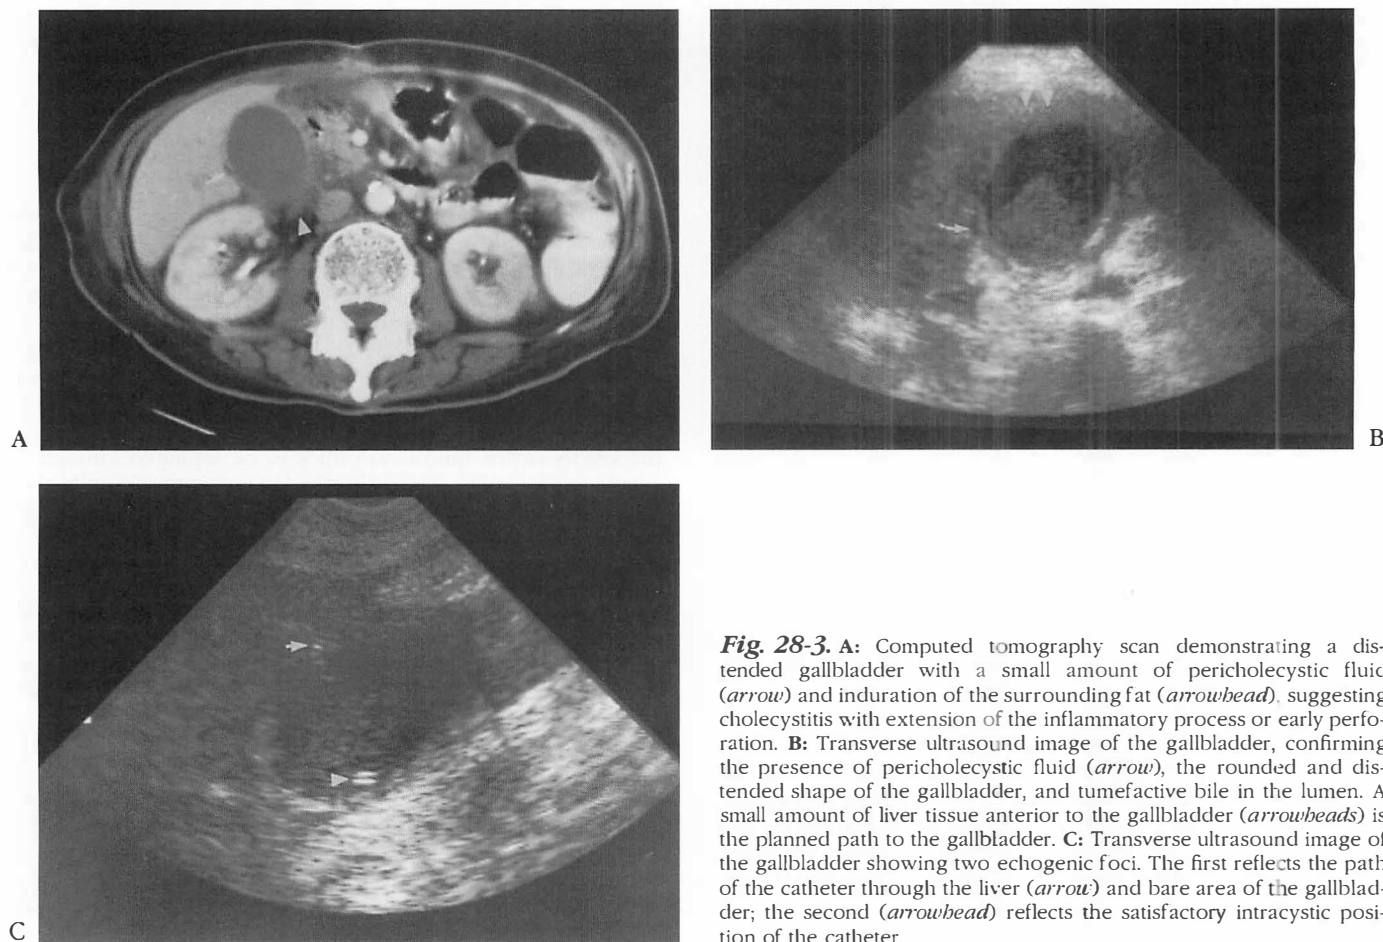 A
B
C
Fig. 28-3. A: Computed tomography scan demonstrating a dis-
tended gallbladder with a small amount of pericholecystic fluid
(arrow) and induration of the surrounding fat (arrowhead), suggesting
cholecystitis with extension of the inflammatory process or early perfo-
ration. B: Transverse ultrasound image of the gallbladder, confirming
the presence of pericholecystic fluid (arrow), the rounded and dis-
tended shape of the gallbladder, and tumefactive bile in the lumen. A
small amount of liver tissue anterior to the gallbladder (arrowheads) is
the planned path to the gallbladder. C: Transverse ultrasound image of
the gallbladder showing two echogenic foci. The first reflects the path
of the catheter through the liver (arrow) and bare area of the gallblad-
der; the second (arrowhead) reflects the satisfactory intracystic posi-
tion of the catheter.